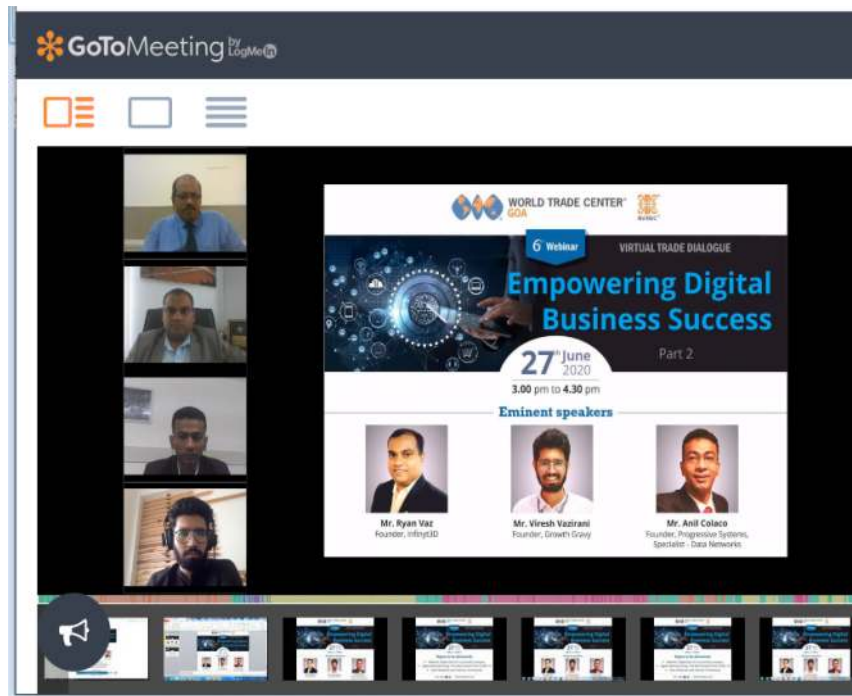 GoToMeeting by LogMeIn
WORLD TRADE CENTER
GOA
6 Webinar
VIRTUAL TRADE DIALOGUE
Empowering Digital
Business Success
Part 2
27th June
2020
3.00 pm to 4.30 pm
Eminent speakers
Mr. Ryan Vaz
Founder, Infinyt3D
Mr. Viresh Vazirani
Founder, Growth Gravy
Mr. Anil Colaco
Founder, Progressive Systems,
Specialist - Data Networks